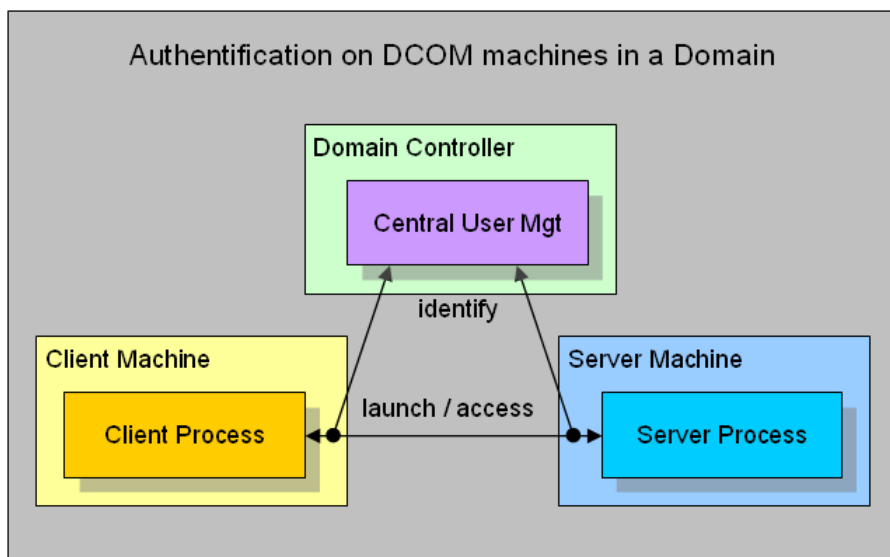 Authentification on DCOM machines in a Domain
Domain Controller
Central User Mgt
identify
Client Machine
Server Machine
launch / access
Client Process
Server Process